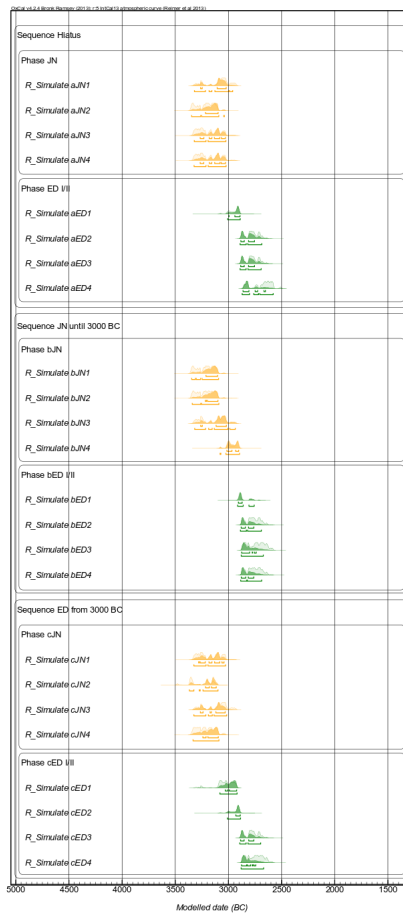 OxCal v4.2.4 Bronk Ramsey (2013); r:5 IntCal13 atmospheric curve (Reimer et al 2013)
Sequence Hiatus
Phase JN
R_Simulate aJN1
R_Simulate aJN2
R_Simulate aJN3
R_Simulate aJN4
Phase ED I/II
R_Simulate aED1
R_Simulate aED2
R_Simulate aED3
R_Simulate aED4
Sequence JN until 3000 BC
Phase bJN
R_Simulate bJN1
R_Simulate bJN2
R_Simulate bJN3
R_Simulate bJN4
Phase bED I/II
R_Simulate bED1
R_Simulate bED2
R_Simulate bED3
R_Simulate bED4
Sequence ED from 3000 BC
Phase cJN
R_Simulate cJN1
R_Simulate cJN2
R_Simulate cJN3
R_Simulate cJN4
Phase cED I/II
R_Simulate cED1
R_Simulate cED2
R_Simulate cED3
R_Simulate cED4
5000 4500 4000 3500 3000 2500 2000 1500
Modelled date (BC)